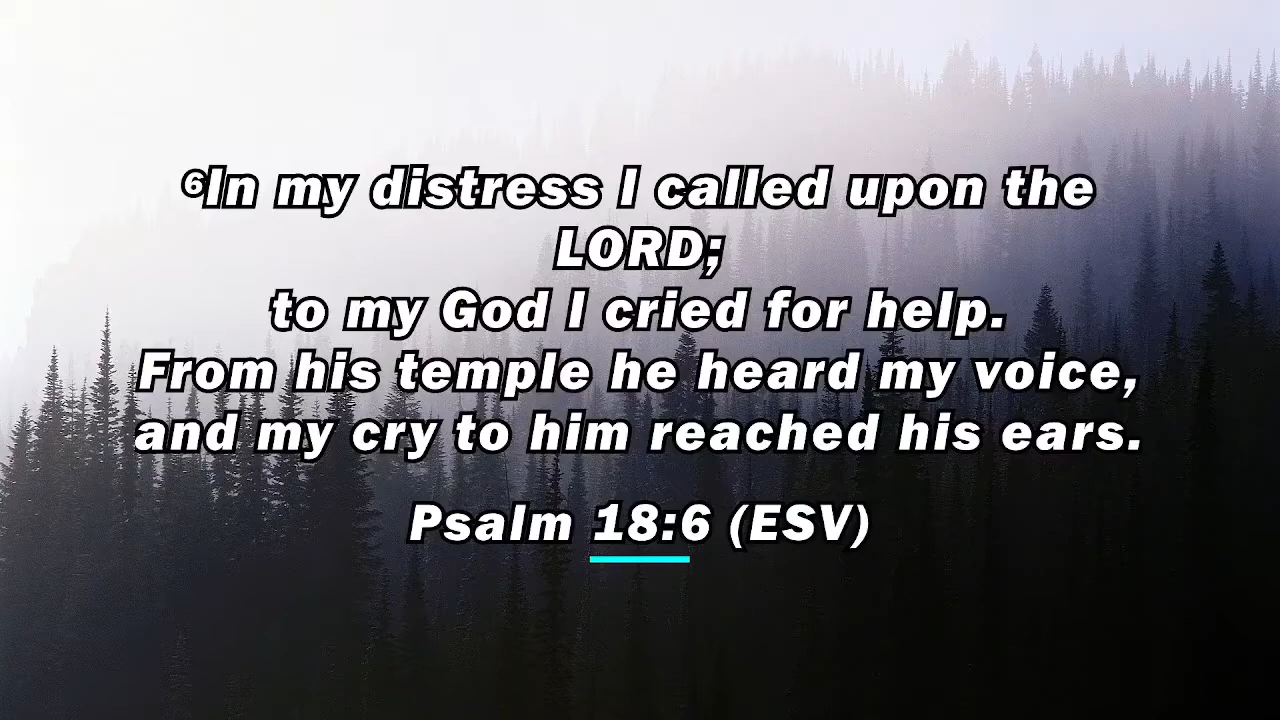 ⁶In my distress I called upon the
LORD;
to my God I cried for help.
From his temple he heard my voice,
and my cry to him reached his ears.
Psalm 18:6 (ESV)